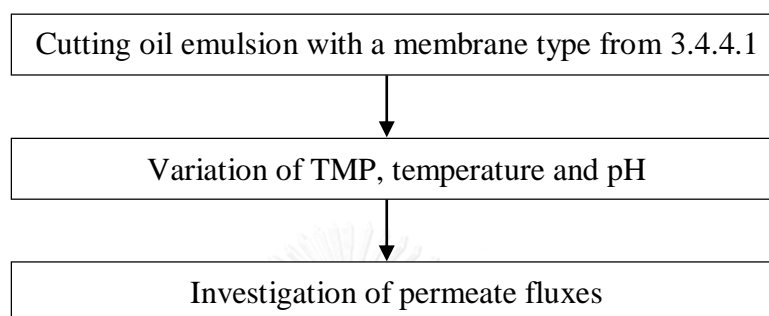 Cutting oil emulsion with a membrane type from 3.4.4.1
Variation of TMP, temperature and pH
Investigation of permeate fluxes